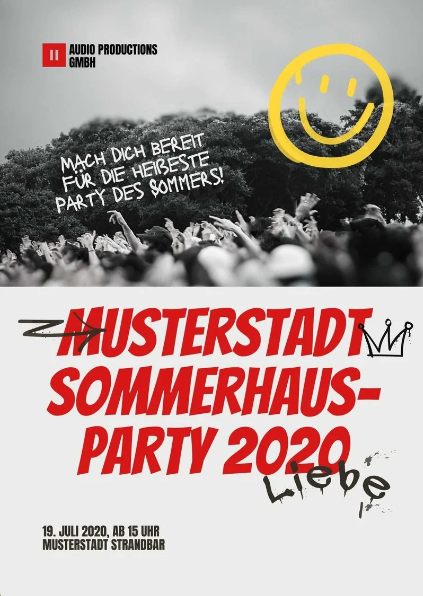 AUDIO PRODUCTIONS
GMBH
MACH DICH BEREIT
FÜR DIE HEIßESTE
PARTY DES SOMMERS!
MUSTERSTADT
SOMMERHAUS-
PARTY 2020
Liebe
19. JULI 2020, AB 15 UHR
MUSTERSTADT STRANDBAR